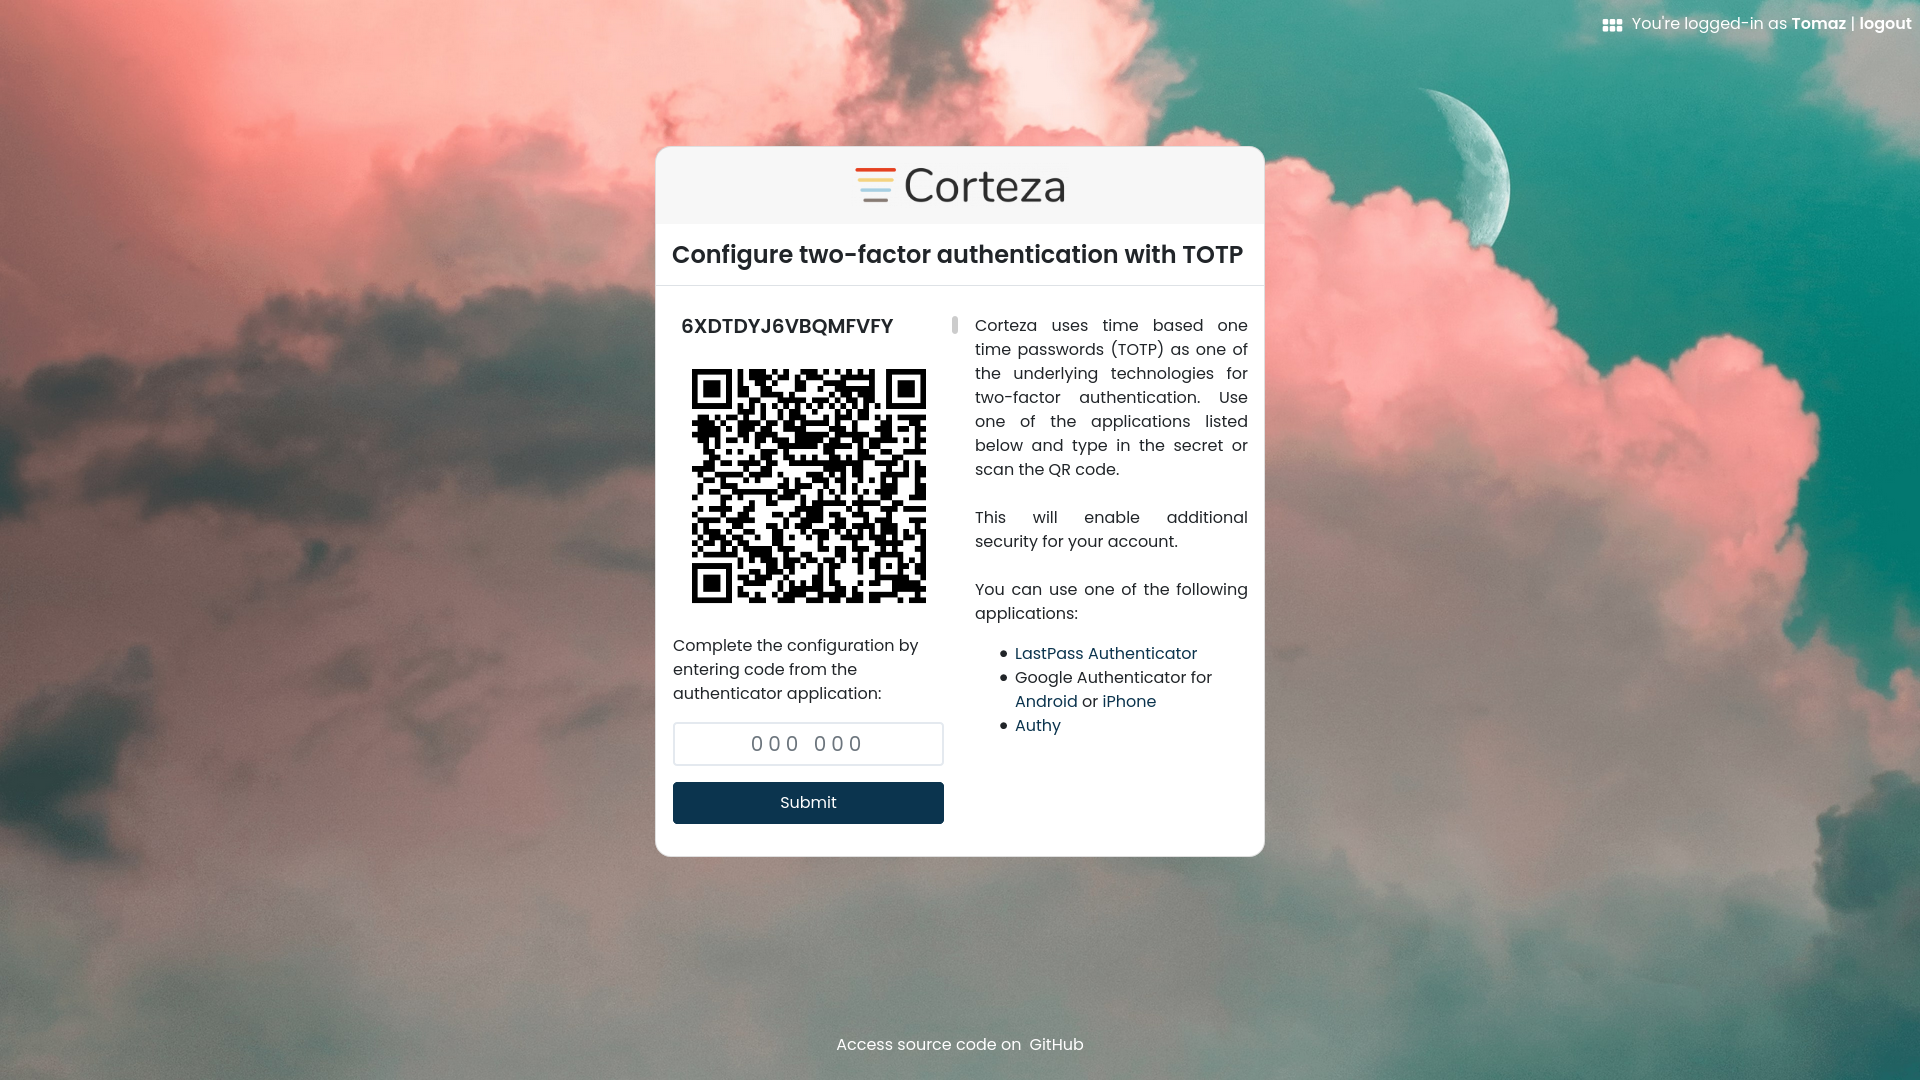 You're logged-in as Tomaz | logout
Corteza
Configure two-factor authentication with TOTP
6XDTDYJ6VBQMFVFY
Complete the configuration by
entering code from the
authenticator application:
000 000
Submit
Corteza uses time based one
time passwords (TOTP) as one of
the underlying technologies for
two-factor authentication. Use
one of the applications listed
below and type in the secret or
scan the QR code.
This will enable additional
security for your account.
You can use one of the following
applications:
LastPass Authenticator
Google Authenticator for
Android or iPhone
Authy
Access source code on GitHub